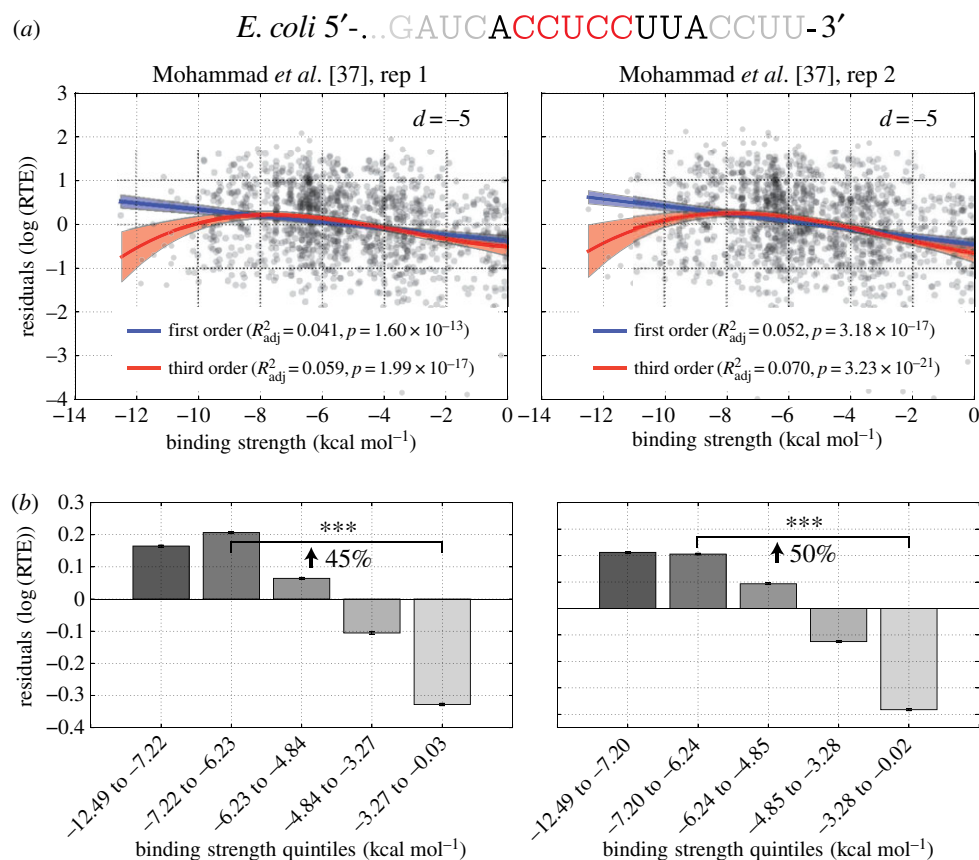 (a) E. coli 5′-...GAUCACCUCCUUACCUU-3′
Mohammad et al. [37], rep 1
Mohammad et al. [37], rep 2
residuals (log (RTE))
3
2
1
0
−1
−2
−3
−4
d = −5
first order (R²adj = 0.041, p = 1.60 × 10⁻¹³)
third order (R²adj = 0.059, p = 1.99 × 10⁻¹⁷)
−14 −12 −10 −8 −6 −4 −2 0
binding strength (kcal mol⁻¹)
d = −5
first order (R²adj = 0.052, p = 3.18 × 10⁻¹⁷)
third order (R²adj = 0.070, p = 3.23 × 10⁻²¹)
−14 −12 −10 −8 −6 −4 −2 0
binding strength (kcal mol⁻¹)
(b)
residuals (log (RTE))
0.3
0.2
0.1
0
−0.1
−0.2
−0.3
−0.4
***
45%
−12.49 to −7.22
−7.22 to −6.23
−6.23 to −4.84
−4.84 to −3.27
−3.27 to −0.03
binding strength quintiles (kcal mol⁻¹)
***
50%
−12.49 to −7.20
−7.20 to −6.24
−6.24 to −4.85
−4.85 to −3.28
−3.28 to −0.02
binding strength quintiles (kcal mol⁻¹)